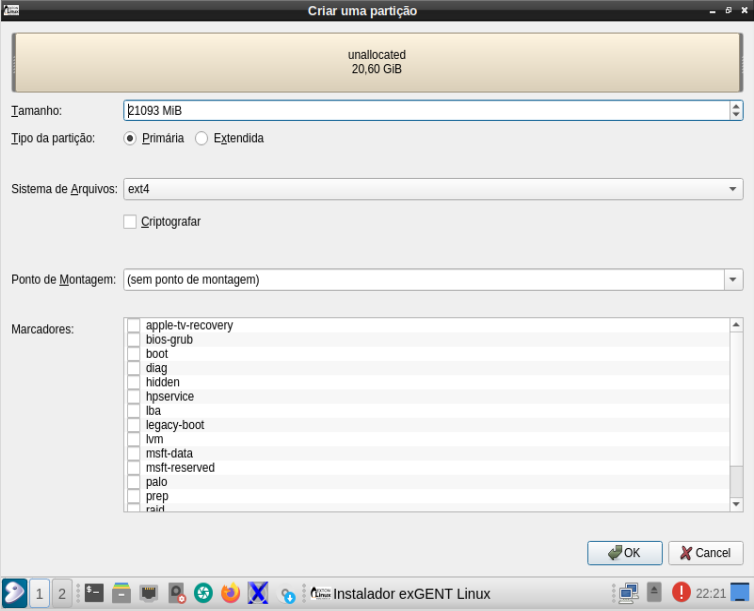 Criar uma partição
unallocated
20,60 GiB
Tamanho: 21093 MiB
Tipo da partição: Primária Extendida
Sistema de Arquivos: ext4
Criptografar
Ponto de Montagem: (sem ponto de montagem)
Marcadores:
apple-tv-recovery
bios-grub
boot
diag
hidden
hpservice
lba
legacy-boot
lvm
msft-data
msft-reserved
palo
prep
raid
OK Cancel
1 2 Instalador exGENT Linux 22:21